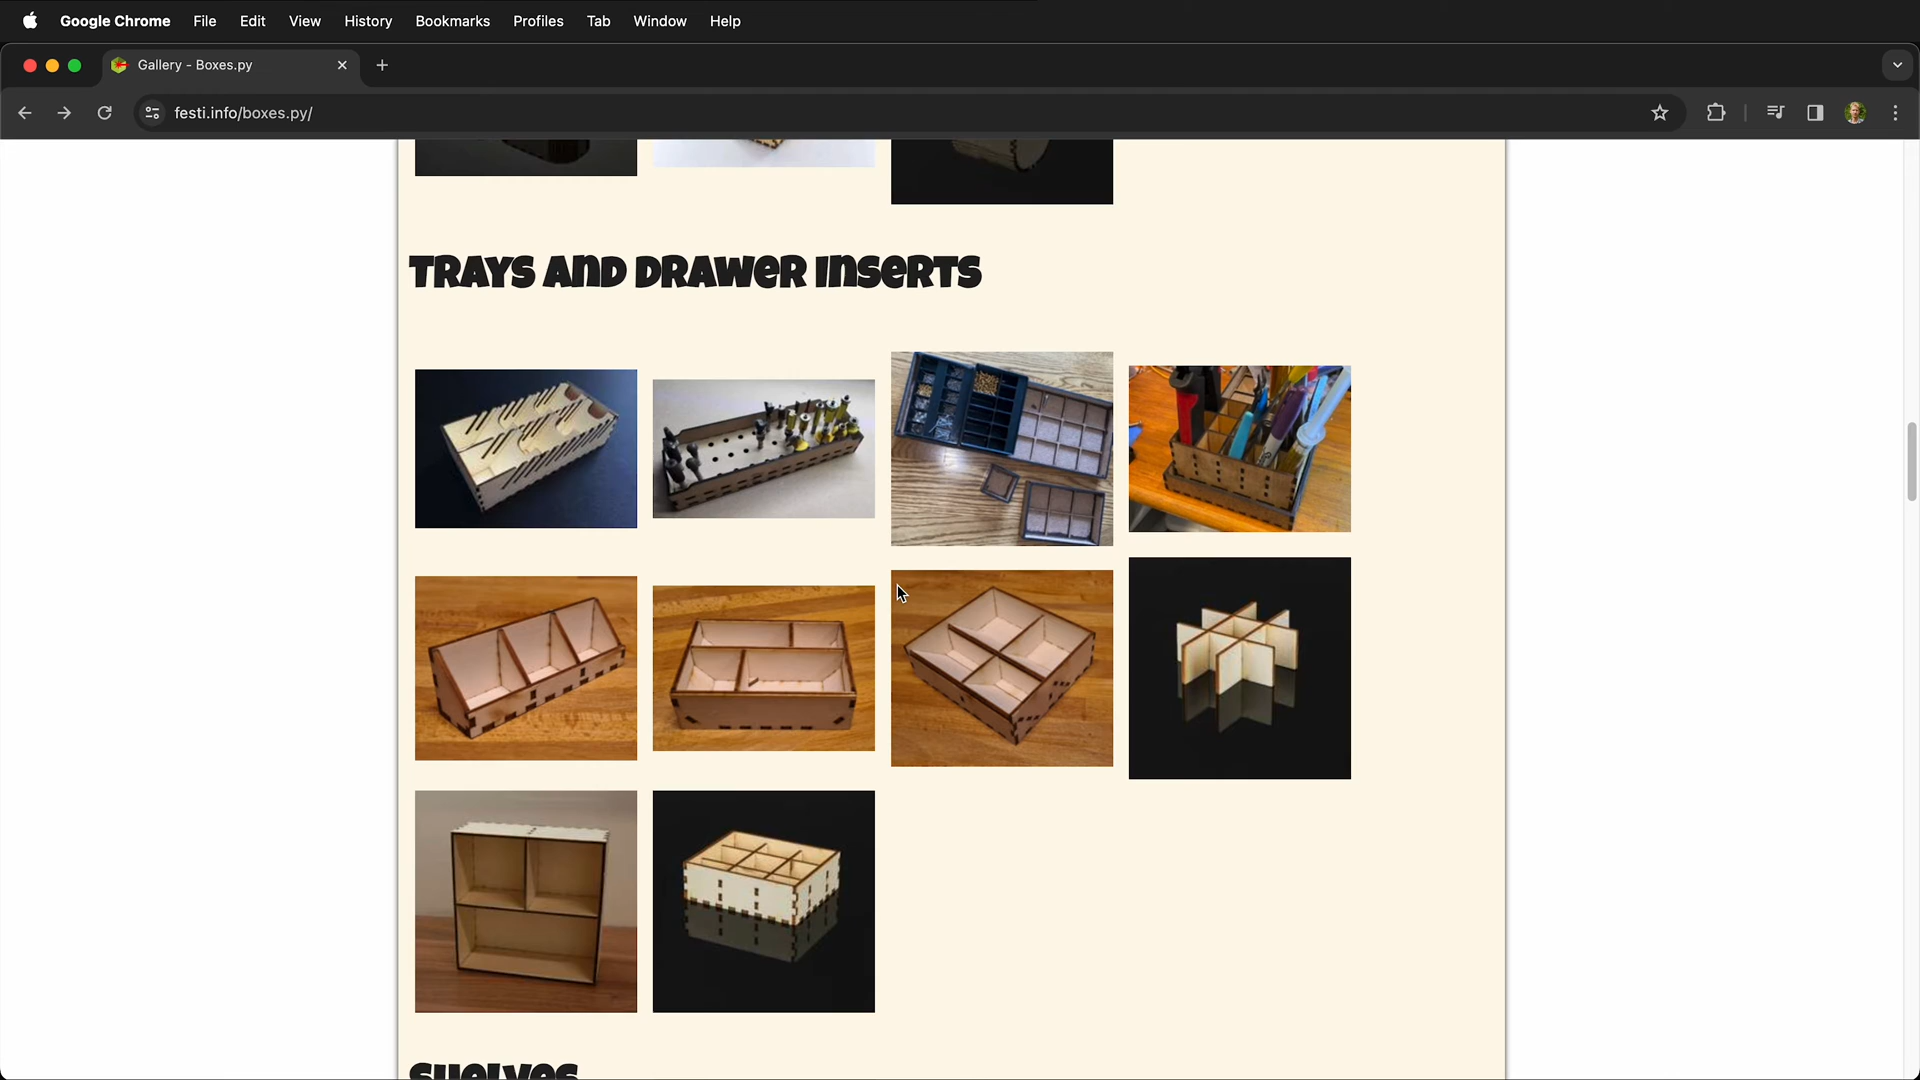 Google Chrome File Edit View History Bookmarks Profiles Tab Window Help
Gallery - Boxes.py
festi.info/boxes.py/
Trays and Drawer Inserts
Shelves